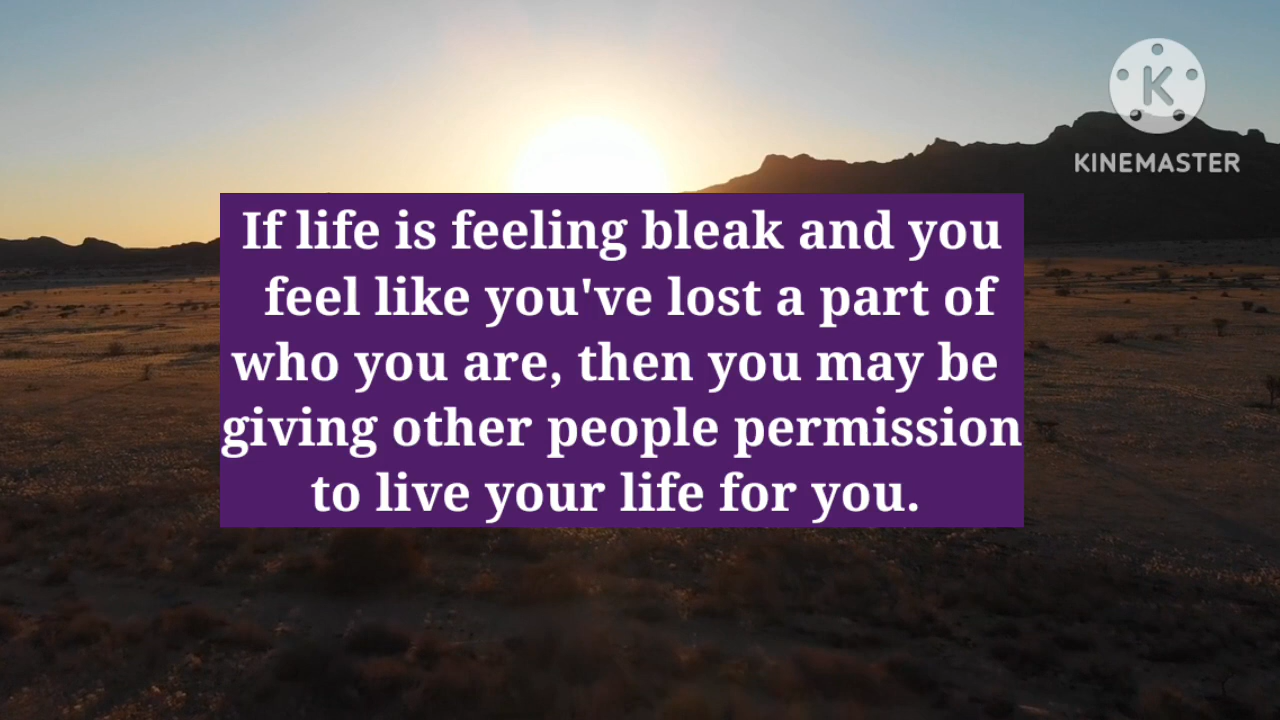 KINEMASTER
If life is feeling bleak and you
feel like you've lost a part of
who you are, then you may be
giving other people permission
to live your life for you.